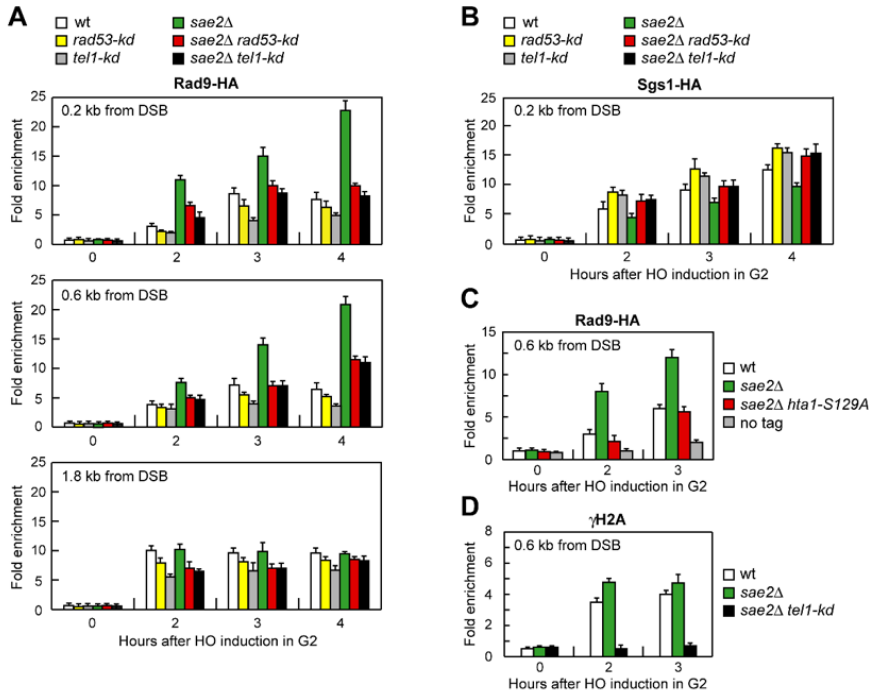 A
wt
sae2Δ
rad53-kd
sae2Δ rad53-kd
tel1-kd
sae2Δ tel1-kd
Rad9-HA
Fold enrichment
25
20
15
10
5
0
0.2 kb from DSB
0
2
3
4
Fold enrichment
25
20
15
10
5
0
0.6 kb from DSB
0
2
3
4
Fold enrichment
25
20
15
10
5
0
1.8 kb from DSB
0
2
3
4
Hours after HO induction in G2
B
wt
sae2Δ
rad53-kd
sae2Δ rad53-kd
tel1-kd
sae2Δ tel1-kd
Sgs1-HA
Fold enrichment
25
20
15
10
5
0
0.2 kb from DSB
0
2
3
4
Hours after HO induction in G2
C
Rad9-HA
Fold enrichment
15
10
5
0
0.6 kb from DSB
0
2
3
Hours after HO induction in G2
wt
sae2Δ
sae2Δ hta1-S129A
no tag
D
γH2A
Fold enrichment
8
6
4
2
0
0.6 kb from DSB
0
2
3
Hours after HO induction in G2
wt
sae2Δ
sae2Δ tel1-kd